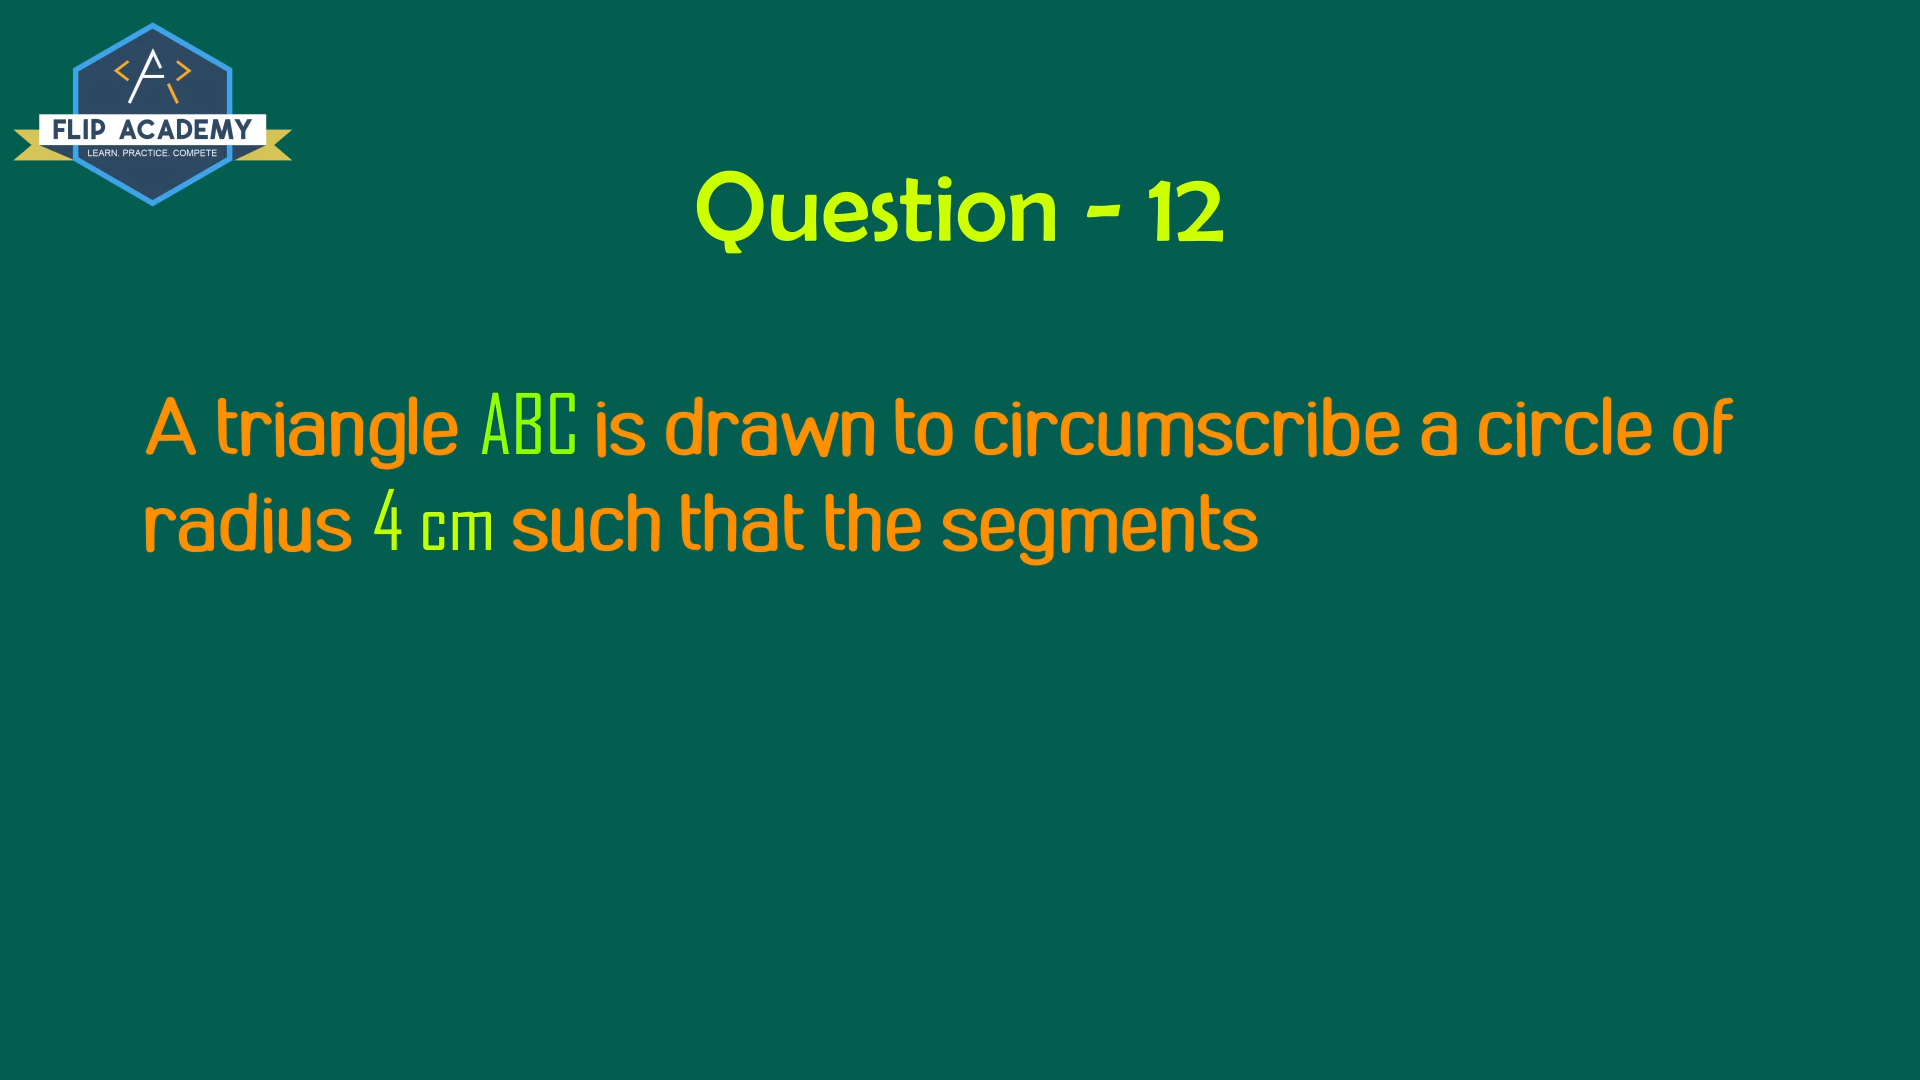 FLIP ACADEMY
LEARN. PRACTICE. COMPETE
Question - 12
A triangle ABC is drawn to circumscribe a circle of
radius 4 cm such that the segments